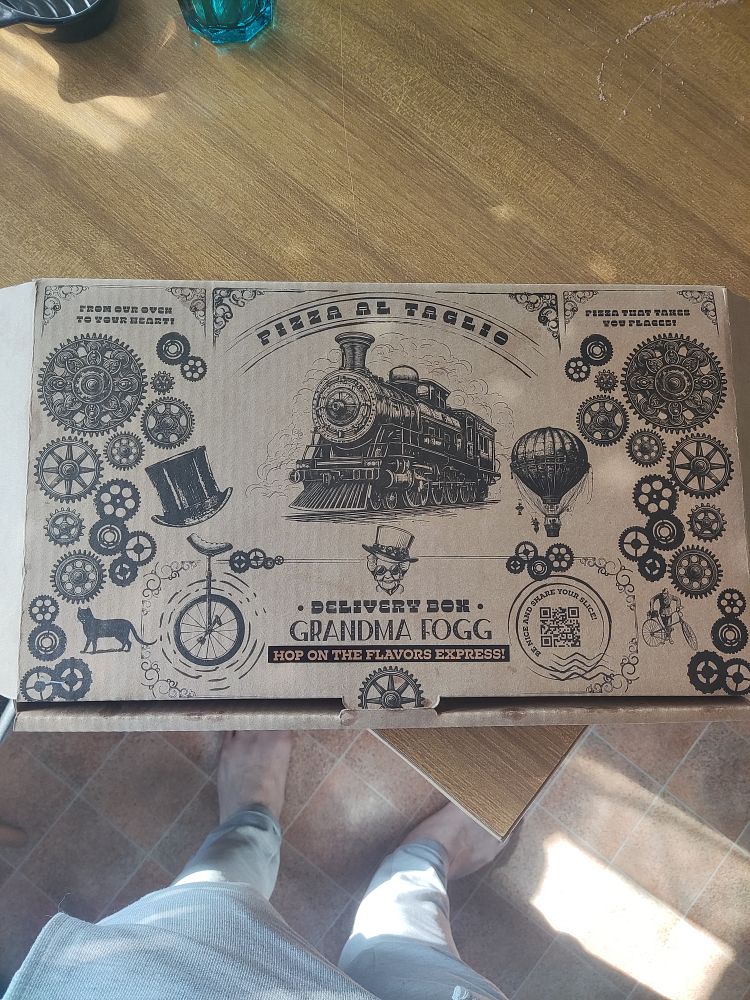 FROM OUR OVEN
TO YOUR HEART!
PIZZA AL TAGLIO
PIZZA THAT TAKES
YOU PLACES!
• DELIVERY BOX •
GRANDMA FOGG
HOP ON THE FLAVORS EXPRESS!
BE NICE AND SHARE YOUR SLICE!